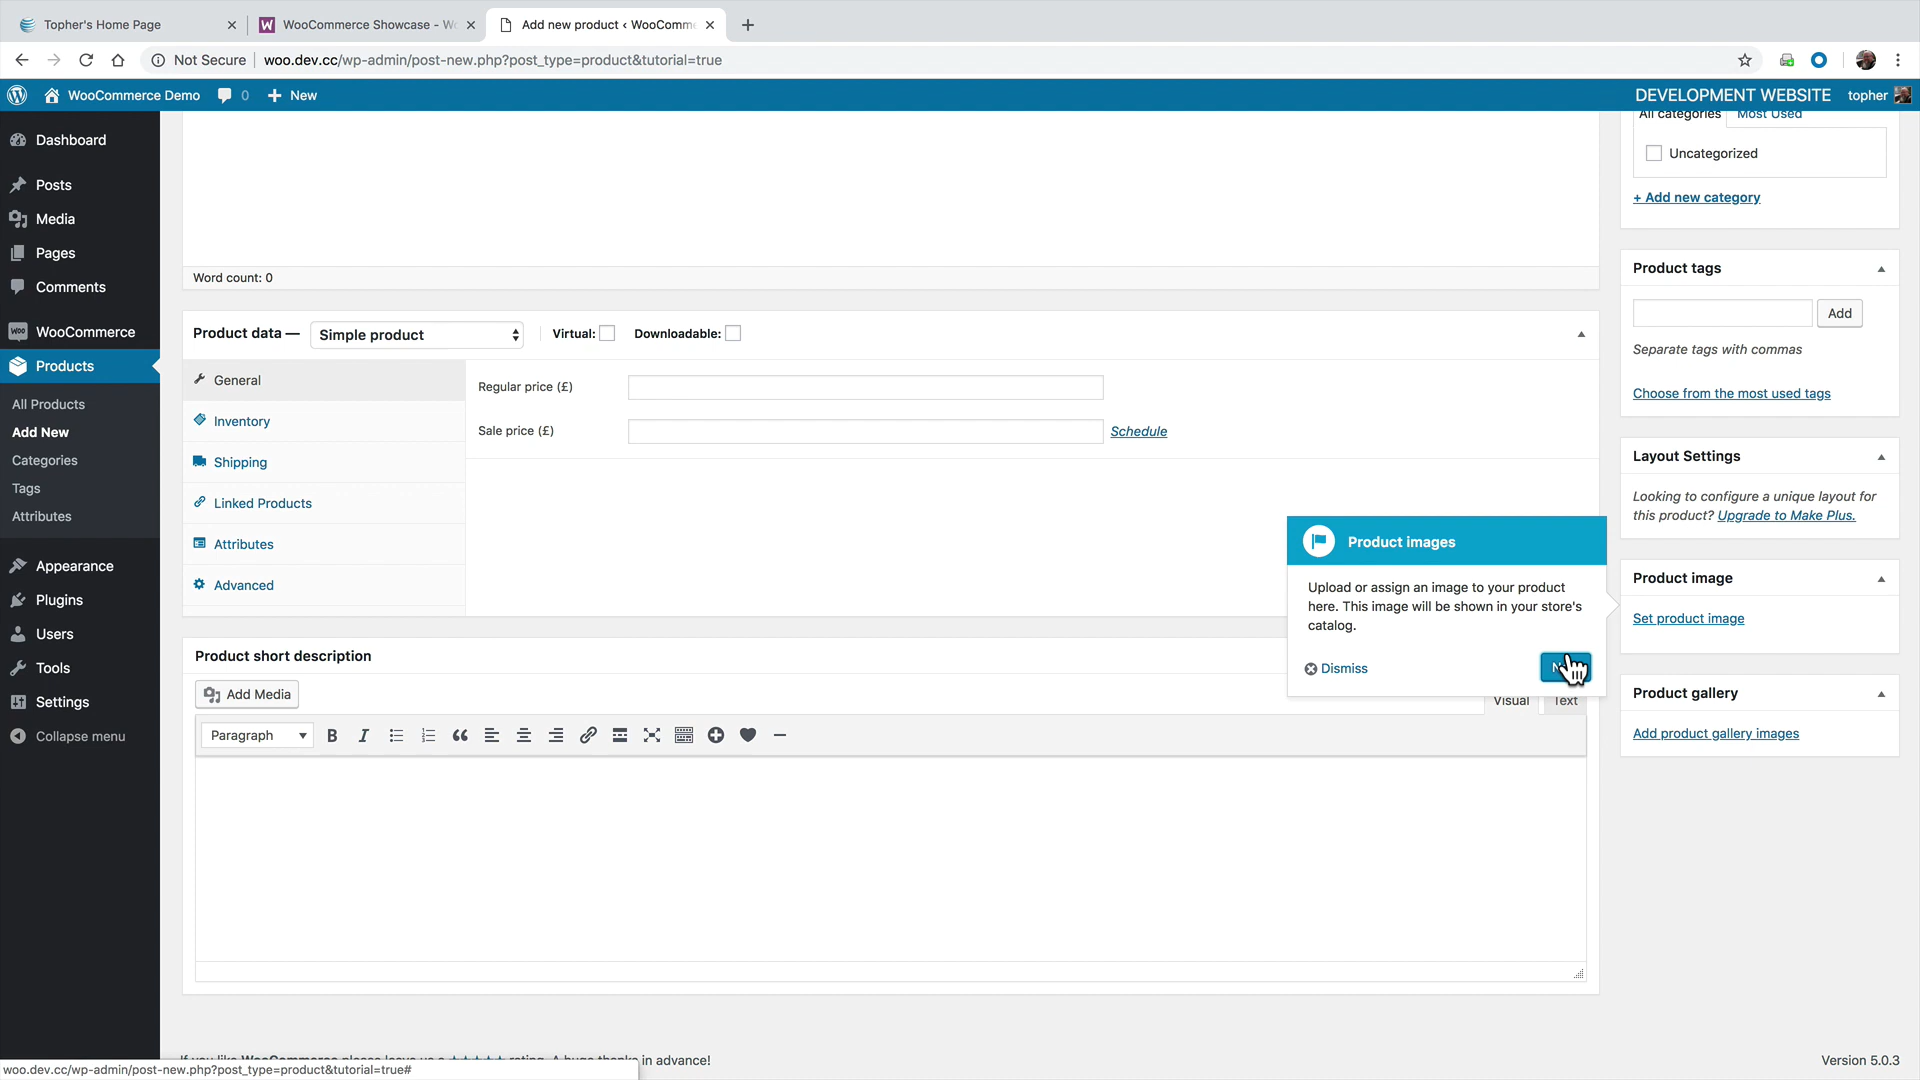 Topher's Home Page
WooCommerce Showcase - Wo
Add new product ‹ WooComm
Not Secure
woo.dev.cc/wp-admin/post-new.php?post_type=product&tutorial=true
WooCommerce Demo
0
New
DEVELOPMENT WEBSITE
topher
Dashboard
Posts
Media
Pages
Comments
WooCommerce
Products
All Products
Add New
Categories
Tags
Attributes
Appearance
Plugins
Users
Tools
Settings
Collapse menu
Word count: 0
Product data —
Simple product
Virtual:
Downloadable:
General
Inventory
Shipping
Linked Products
Attributes
Advanced
Regular price (£)
Sale price (£)
Schedule
Product short description
Add Media
Visual
Text
Paragraph
Product images
Upload or assign an image to your product
here. This image will be shown in your store's
catalog.
Dismiss
All categories
Most Used
Uncategorized
+ Add new category
Product tags
Add
Separate tags with commas
Choose from the most used tags
Layout Settings
Looking to configure a unique layout for
this product? Upgrade to Make Plus.
Product image
Set product image
Product gallery
Add product gallery images
If you like WooCommerce please leave us a ★★★★★ rating. A huge thanks in advance!
Version 5.0.3
woo.dev.cc/wp-admin/post-new.php?post_type=product&tutorial=true#